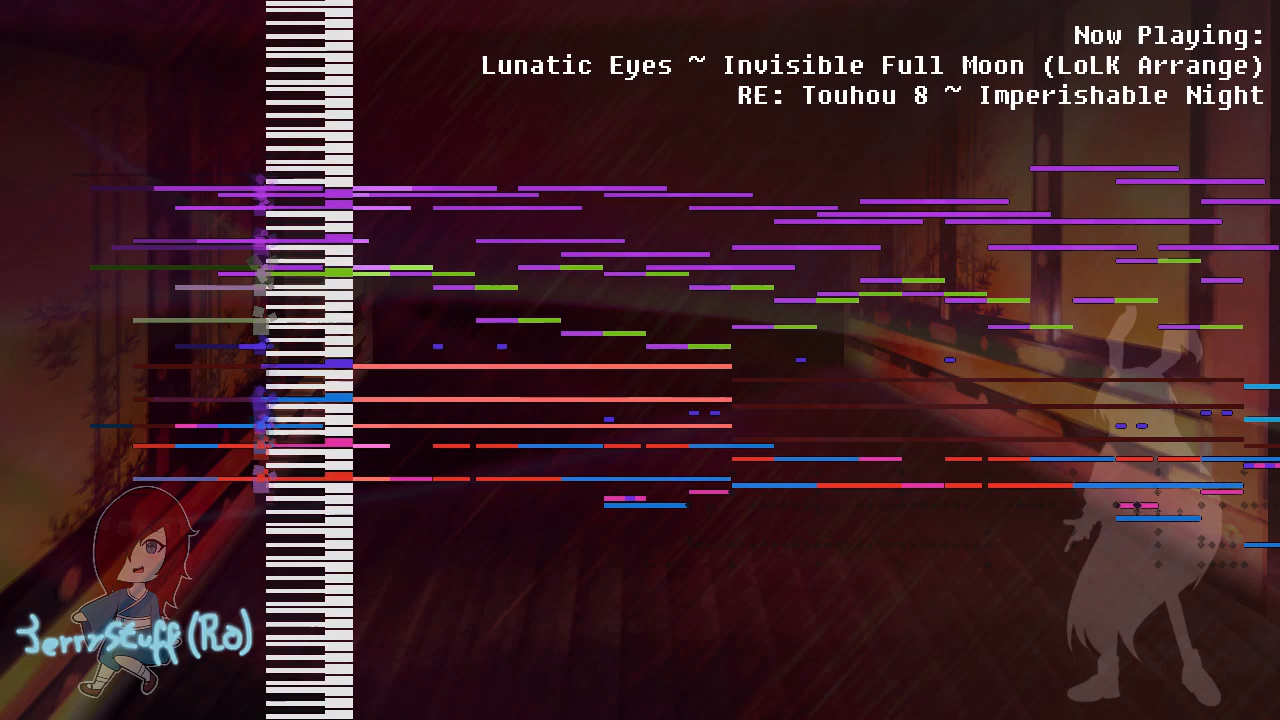 Now Playing:
Lunatic Eyes ~ Invisible Full Moon (LoLK Arrange)
RE: Touhou 8 ~ Imperishable Night
JerryStuff (Ro)